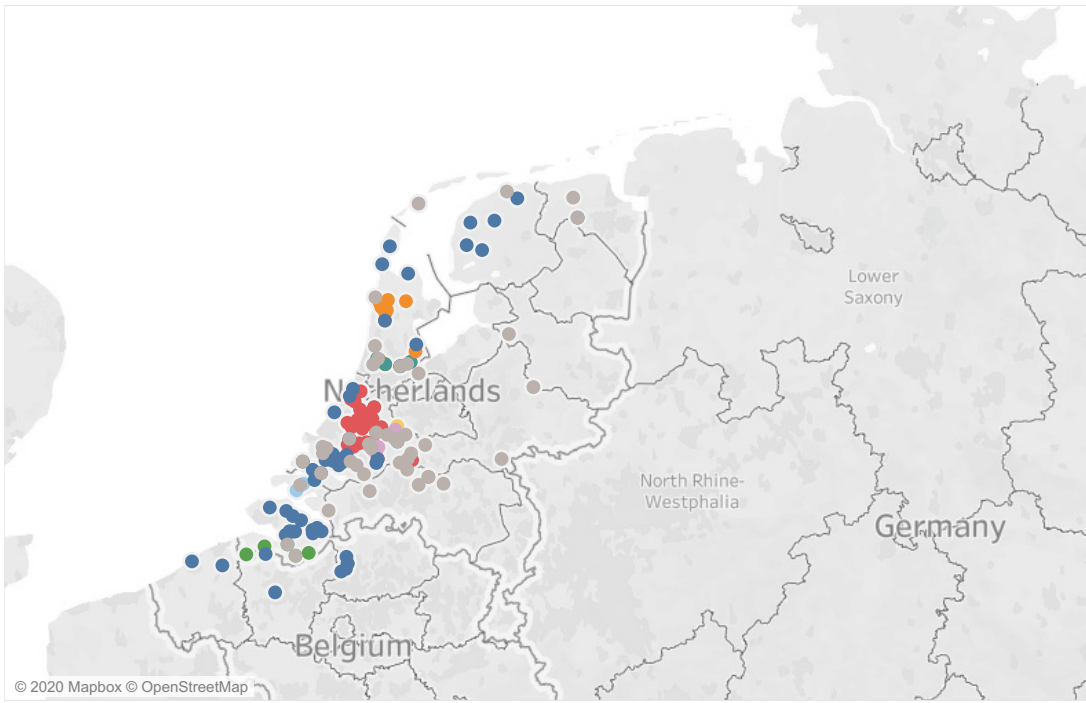 Lower
Saxony
Netherlands
North Rhine-
Westphalia
Germany
Belgium
© 2020 Mapbox © OpenStreetMap